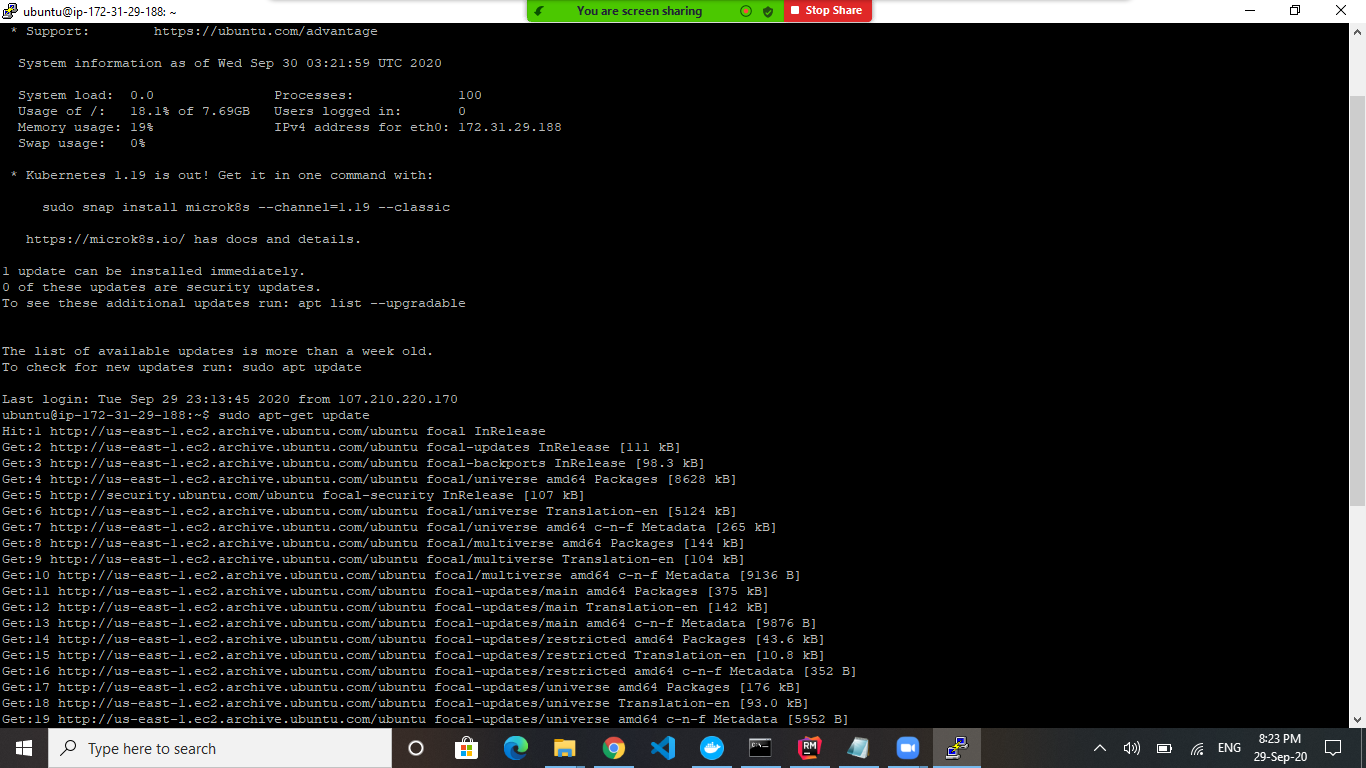 ubuntu@ip-172-31-29-188: ~
You are screen sharing
Stop Share
* Support: https://ubuntu.com/advantage
System information as of Wed Sep 30 03:21:59 UTC 2020
System load: 0.0 Processes: 100
Usage of /: 18.1% of 7.69GB Users logged in: 0
Memory usage: 19% IPv4 address for eth0: 172.31.29.188
Swap usage: 0%
* Kubernetes 1.19 is out! Get it in one command with:
sudo snap install microk8s --channel=1.19 --classic
https://microk8s.io/ has docs and details.
1 update can be installed immediately.
0 of these updates are security updates.
To see these additional updates run: apt list --upgradable
The list of available updates is more than a week old.
To check for new updates run: sudo apt update
Last login: Tue Sep 29 23:13:45 2020 from 107.210.220.170
ubuntu@ip-172-31-29-188:~$ sudo apt-get update
Hit:1 http://us-east-1.ec2.archive.ubuntu.com/ubuntu focal InRelease
Get:2 http://us-east-1.ec2.archive.ubuntu.com/ubuntu focal-updates InRelease [111 kB]
Get:3 http://us-east-1.ec2.archive.ubuntu.com/ubuntu focal-backports InRelease [98.3 kB]
Get:4 http://us-east-1.ec2.archive.ubuntu.com/ubuntu focal/universe amd64 Packages [8628 kB]
Get:5 http://security.ubuntu.com/ubuntu focal-security InRelease [107 kB]
Get:6 http://us-east-1.ec2.archive.ubuntu.com/ubuntu focal/universe Translation-en [5124 kB]
Get:7 http://us-east-1.ec2.archive.ubuntu.com/ubuntu focal/universe amd64 c-n-f Metadata [265 kB]
Get:8 http://us-east-1.ec2.archive.ubuntu.com/ubuntu focal/multiverse amd64 Packages [144 kB]
Get:9 http://us-east-1.ec2.archive.ubuntu.com/ubuntu focal/multiverse Translation-en [104 kB]
Get:10 http://us-east-1.ec2.archive.ubuntu.com/ubuntu focal/multiverse amd64 c-n-f Metadata [9136 B]
Get:11 http://us-east-1.ec2.archive.ubuntu.com/ubuntu focal-updates/main amd64 Packages [375 kB]
Get:12 http://us-east-1.ec2.archive.ubuntu.com/ubuntu focal-updates/main Translation-en [142 kB]
Get:13 http://us-east-1.ec2.archive.ubuntu.com/ubuntu focal-updates/main amd64 c-n-f Metadata [9876 B]
Get:14 http://us-east-1.ec2.archive.ubuntu.com/ubuntu focal-updates/restricted amd64 Packages [43.6 kB]
Get:15 http://us-east-1.ec2.archive.ubuntu.com/ubuntu focal-updates/restricted Translation-en [10.8 kB]
Get:16 http://us-east-1.ec2.archive.ubuntu.com/ubuntu focal-updates/restricted amd64 c-n-f Metadata [352 B]
Get:17 http://us-east-1.ec2.archive.ubuntu.com/ubuntu focal-updates/universe amd64 Packages [176 kB]
Get:18 http://us-east-1.ec2.archive.ubuntu.com/ubuntu focal-updates/universe Translation-en [93.0 kB]
Get:19 http://us-east-1.ec2.archive.ubuntu.com/ubuntu focal-updates/universe amd64 c-n-f Metadata [5952 B]
Type here to search
RM
ENG
8:23 PM
29-Sep-20